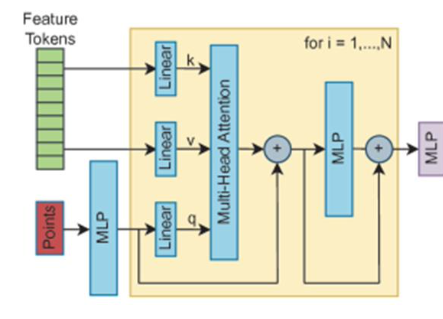 Feature
Tokens
for i = 1,...,N
Linear
k
Linear
v
Linear
q
Multi-Head Attention
+
MLP
+
MLP
Points
MLP